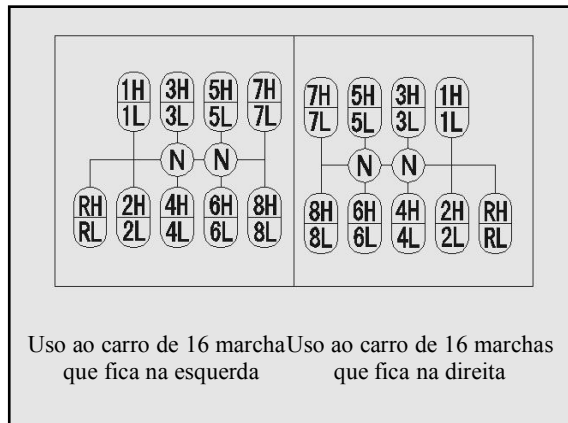 1H 3H 5H 7H
1L 3L 5L 7L
N N
RH 2H 4H 6H 8H
RL 2L 4L 6L 8L
7H 5H 3H 1H
7L 5L 3L 1L
N N
8H 6H 4H 2H RH
8L 6L 4L 2L RL
Uso ao carro de 16 marcha
que fica na esquerda
Uso ao carro de 16 marchas
que fica na direita